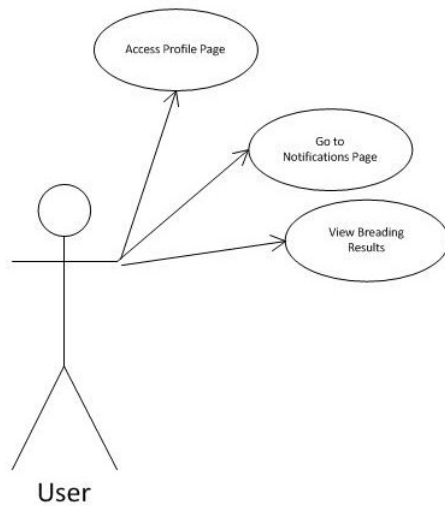 Access Profile Page
Go to
Notifications Page
View Breading
Results
User